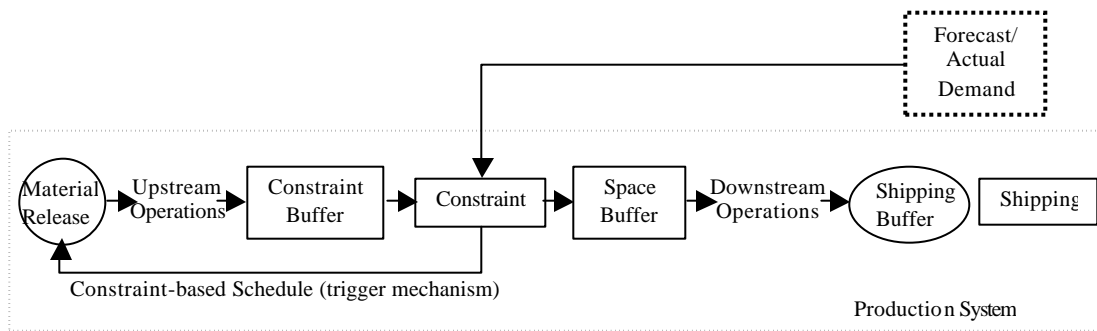 Forecast/
Actual
Demand
Material
Release
Upstream
Operations
Constraint
Buffer
Constraint
Space
Buffer
Downstream
Operations
Shipping
Buffer
Shipping
Constraint-based Schedule (trigger mechanism)
Production System